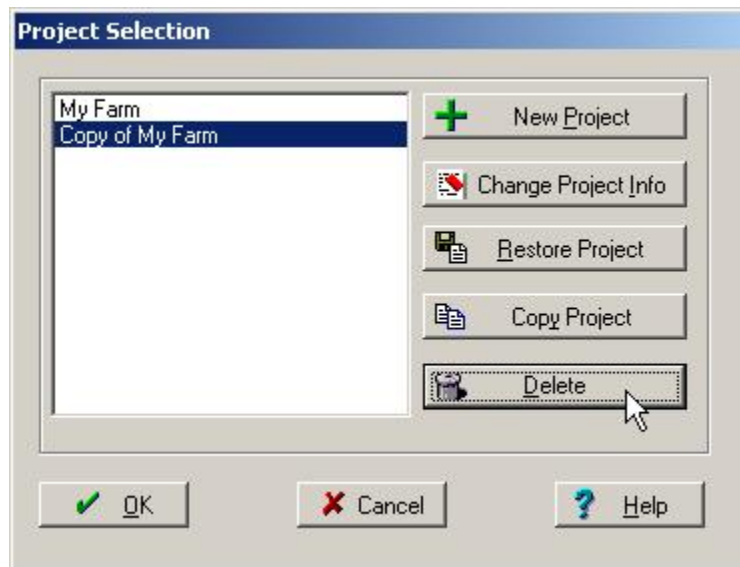 Project Selection
My Farm
Copy of My Farm
New Project
Change Project Info
Restore Project
Copy Project
Delete
OK
Cancel
Help